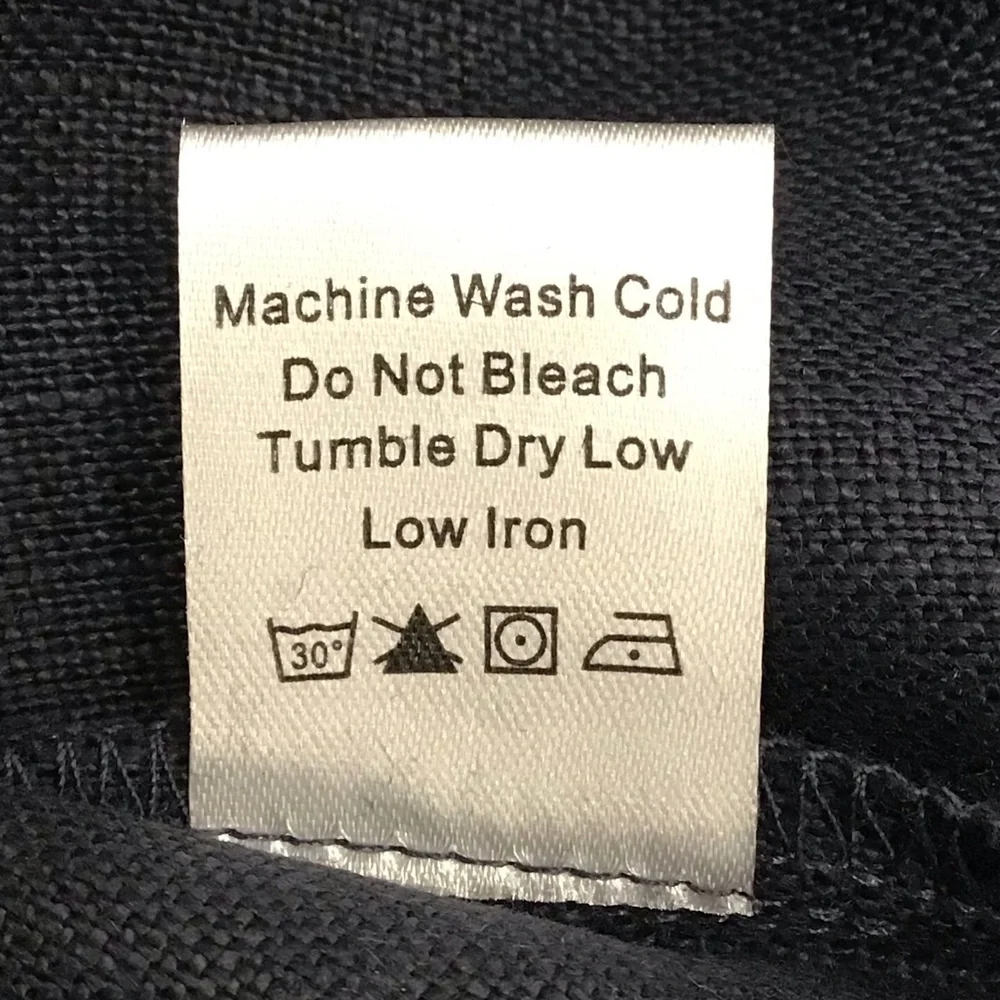 Machine Wash Cold
Do Not Bleach
Tumble Dry Low
Low Iron
30°